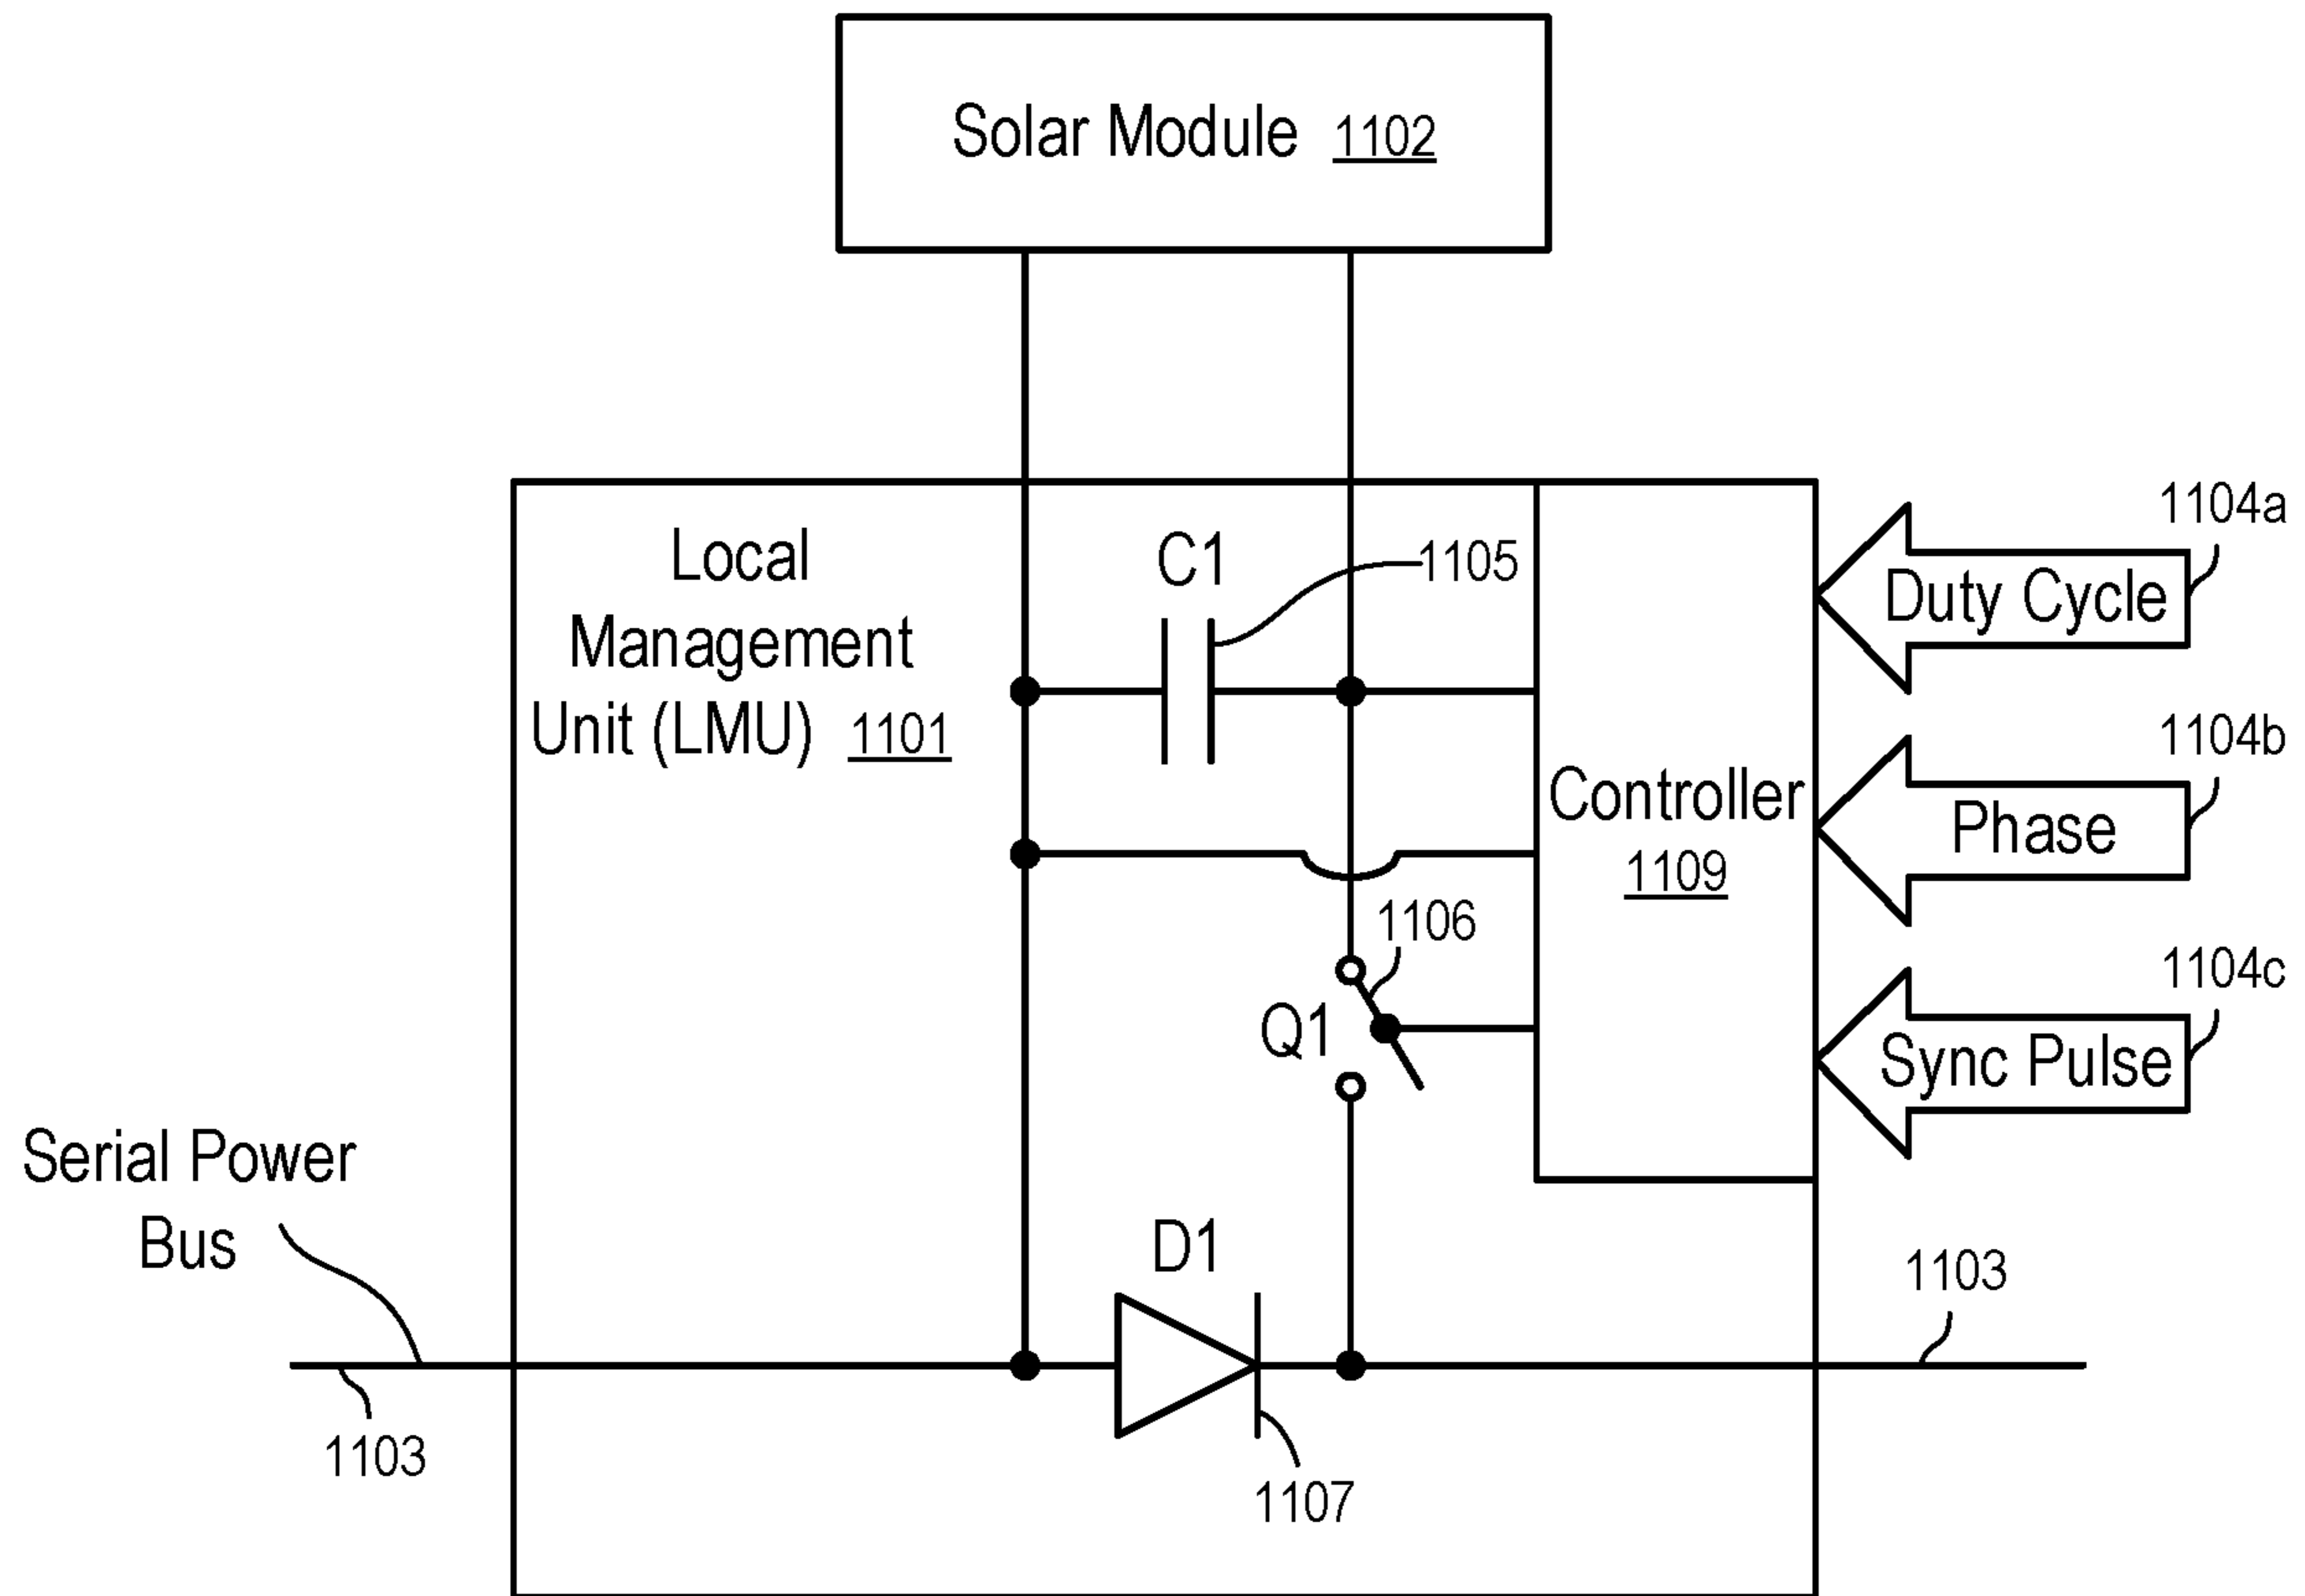 Solar Module 1102
Local
Management
Unit (LMU) 1101
C1
1105
Controller
1109
1104a
Duty Cycle
1104b
Phase
1104c
Sync Pulse
1106
Q1
Serial Power
Bus
1103
D1
1107
1103